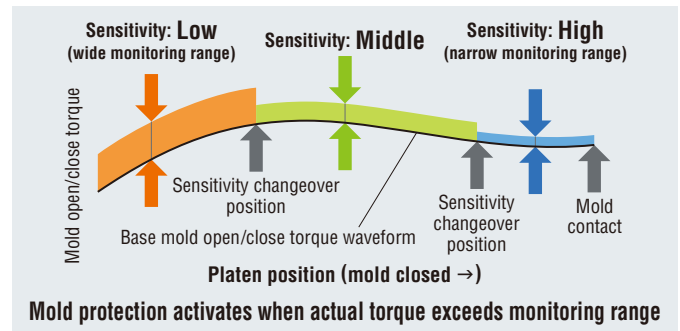 Sensitivity: Low
(wide monitoring range)
Sensitivity: Middle
Sensitivity: High
(narrow monitoring range)
Mold open/close torque
Sensitivity changeover
position
Base mold open/close torque waveform
Sensitivity
changeover
position
Mold
contact
Platen position (mold closed →)
Mold protection activates when actual torque exceeds monitoring range